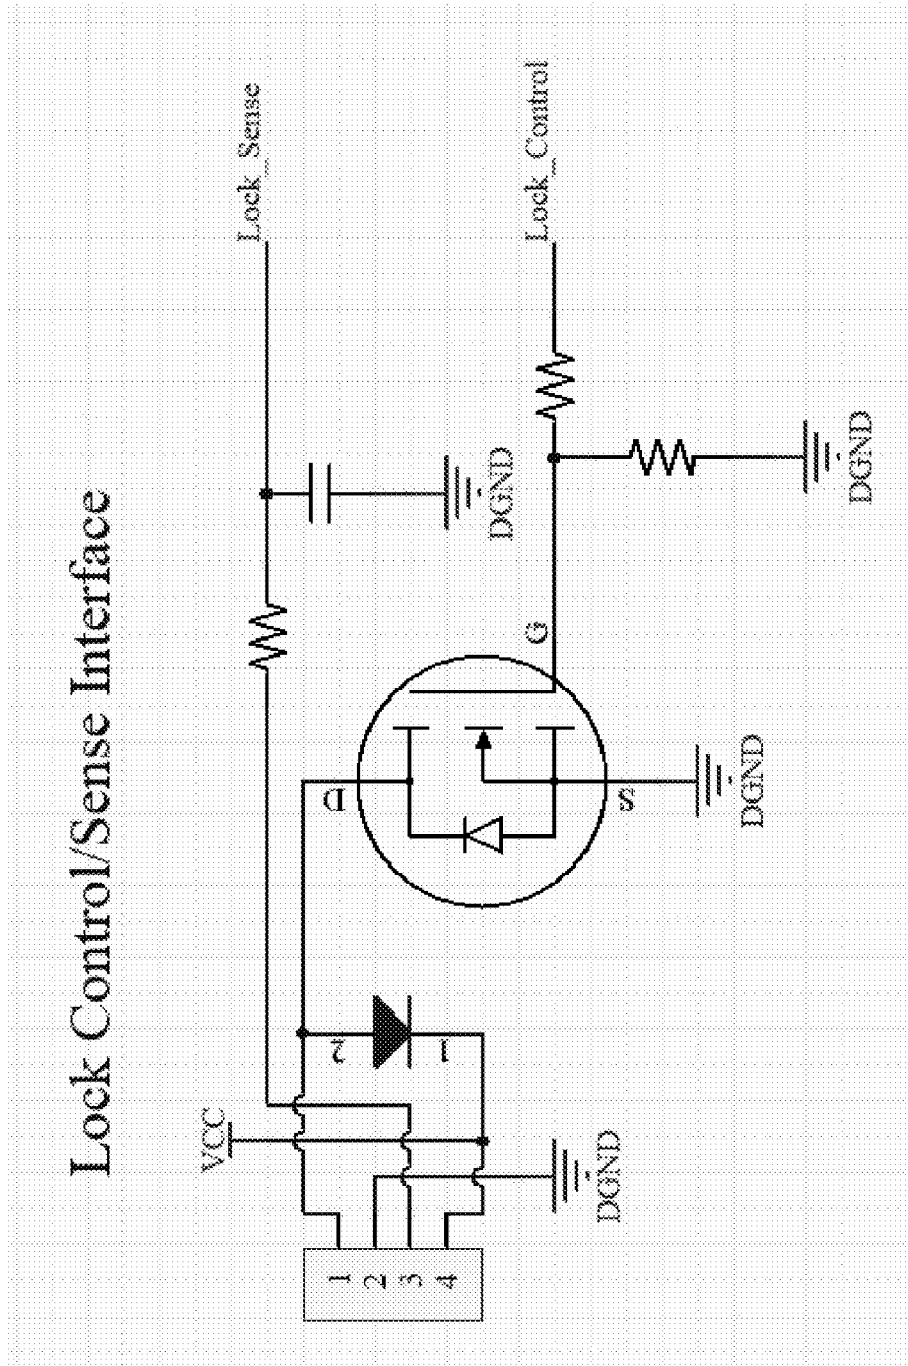 Lock Control/Sense Interface
VCC
Lock_Sense
1
2
3
4
2
1
D
G
S
DGND
DGND
Lock_Control
DGND
DGND